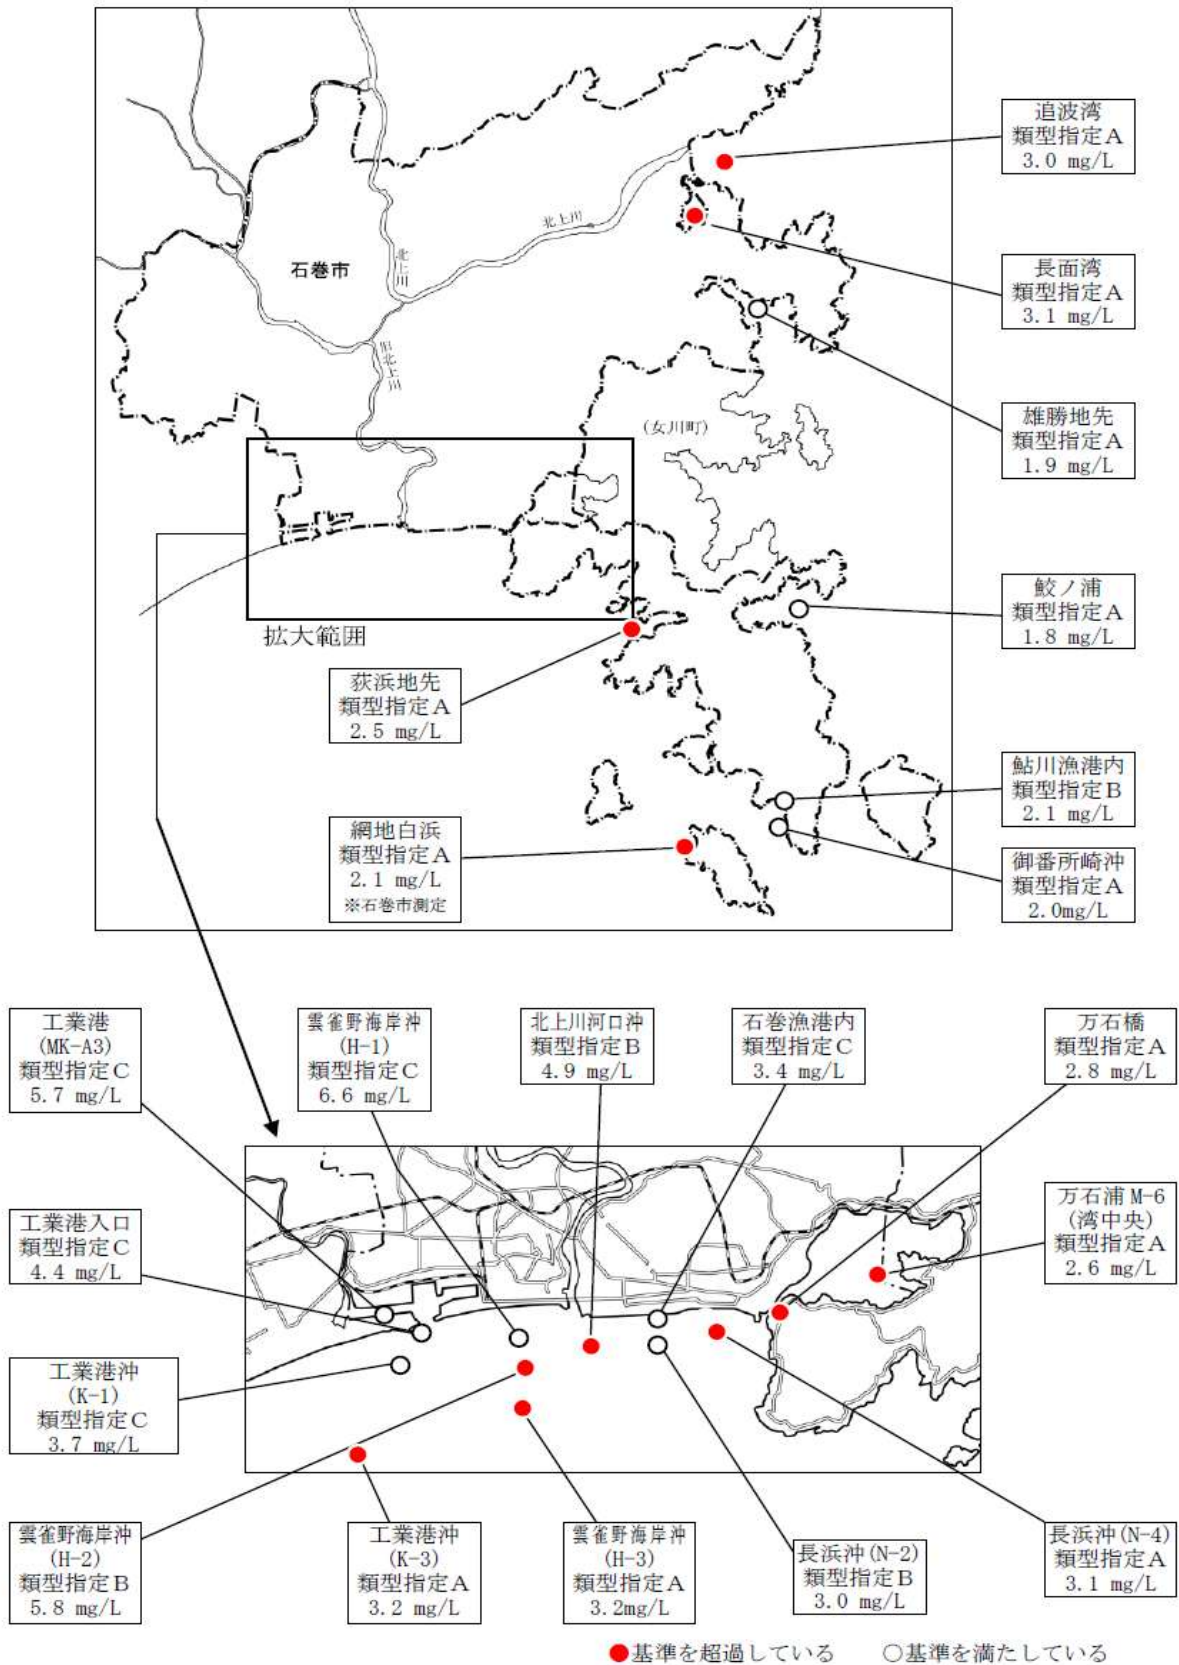 追波湾
類型指定A
3.0 mg/L
北上川
長面湾
類型指定A
3.1 mg/L
石巻市
北上川
旧北上川
雄勝地先
類型指定A
1.9 mg/L
(女川町)
鮫ノ浦
類型指定A
1.8 mg/L
拡大範囲
荻浜地先
類型指定A
2.5 mg/L
鮎川漁港内
類型指定B
2.1 mg/L
網地白浜
類型指定A
2.1 mg/L
※石巻市測定
御番所崎沖
類型指定A
2.0mg/L
工業港
(MK-A3)
類型指定C
5.7 mg/L
雲雀野海岸沖
(H-1)
類型指定C
6.6 mg/L
北上川河口沖
類型指定B
4.9 mg/L
石巻漁港内
類型指定C
3.4 mg/L
万石橋
類型指定A
2.8 mg/L
工業港入口
類型指定C
4.4 mg/L
万石浦M-6
(湾中央)
類型指定A
2.6 mg/L
工業港沖
(K-1)
類型指定C
3.7 mg/L
雲雀野海岸沖
(H-2)
類型指定B
5.8 mg/L
工業港沖
(K-3)
類型指定A
3.2 mg/L
雲雀野海岸沖
(H-3)
類型指定A
3.2mg/L
長浜沖(N-2)
類型指定B
3.0 mg/L
長浜沖(N-4)
類型指定A
3.1 mg/L
●基準を超過している ○基準を満たしている